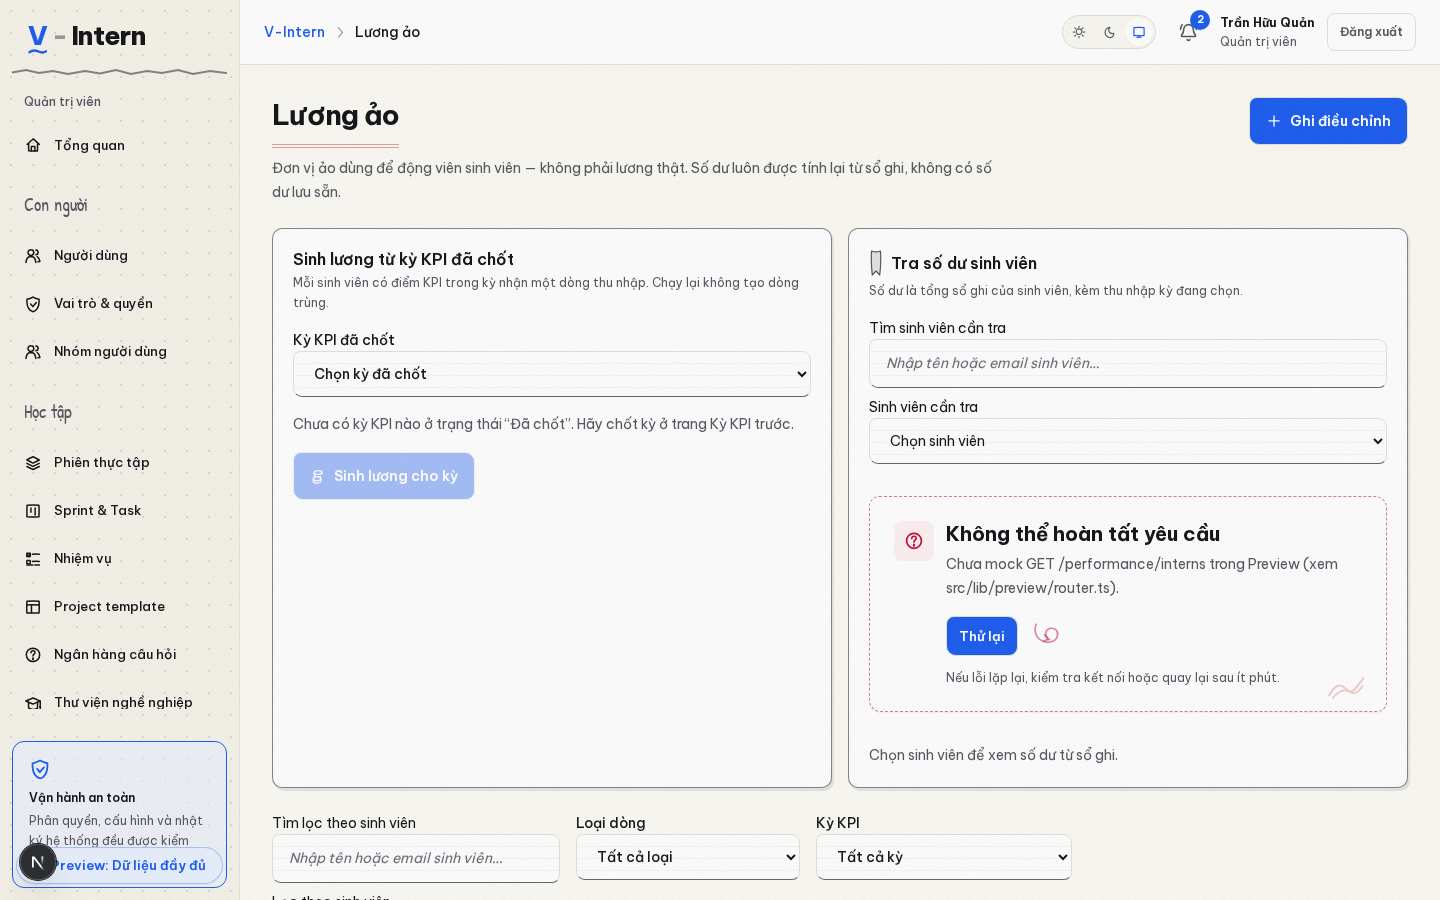 V - Intern
Quản trị viên
Tổng quan
Con người
Người dùng
Vai trò & quyền
Nhóm người dùng
Học tập
Phiên thực tập
Sprint & Task
Nhiệm vụ
Project template
Ngân hàng câu hỏi
Thư viện nghề nghiệp
Vận hành an toàn
Phân quyền, cấu hình và nhật
ký hệ thống đều được kiểm
Preview: Dữ liệu đầy đủ
V-Intern
Lương ảo
2
Trần Hữu Quản
Quản trị viên
Đăng xuất
Lương ảo
Ghi điều chỉnh
Đơn vị ảo dùng để động viên sinh viên — không phải lương thật. Số dư luôn được tính lại từ sổ ghi, không có số
dư lưu sẵn.
Sinh lương từ kỳ KPI đã chốt
Mỗi sinh viên có điểm KPI trong kỳ nhận một dòng thu nhập. Chạy lại không tạo dòng
trùng.
Kỳ KPI đã chốt
Chọn kỳ đã chốt
Chưa có kỳ KPI nào ở trạng thái “Đã chốt”. Hãy chốt kỳ ở trang Kỳ KPI trước.
Sinh lương cho kỳ
Tra số dư sinh viên
Số dư là tổng sổ ghi của sinh viên, kèm thu nhập kỳ đang chọn.
Tìm sinh viên cần tra
Nhập tên hoặc email sinh viên...
Sinh viên cần tra
Chọn sinh viên
Không thể hoàn tất yêu cầu
Chưa mock GET /performance/interns trong Preview (xem
src/lib/preview/router.ts).
Thử lại
Nếu lỗi lặp lại, kiểm tra kết nối hoặc quay lại sau ít phút.
Chọn sinh viên để xem số dư từ sổ ghi.
Tìm lọc theo sinh viên
Nhập tên hoặc email sinh viên...
Loại dòng
Tất cả loại
Kỳ KPI
Tất cả kỳ
Lọc theo sinh viên